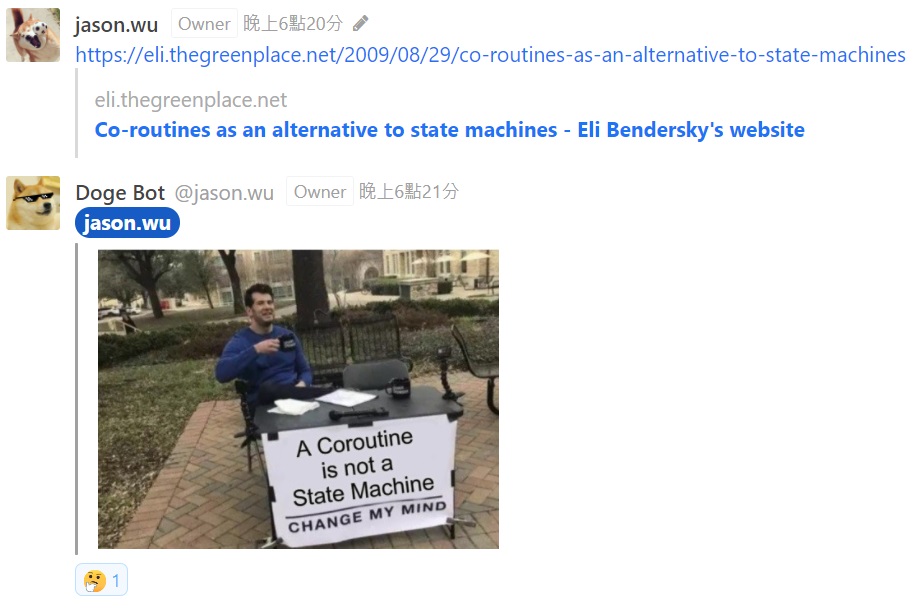 jason.wu Owner 晚上6點20分
https://eli.thegreenplace.net/2009/08/29/co-routines-as-an-alternative-to-state-machines
eli.thegreenplace.net
Co-routines as an alternative to state machines - Eli Bendersky's website
Doge Bot @jason.wu Owner 晚上6點21分
jason.wu
A Coroutine
is not a
State Machine
CHANGE MY MIND
1